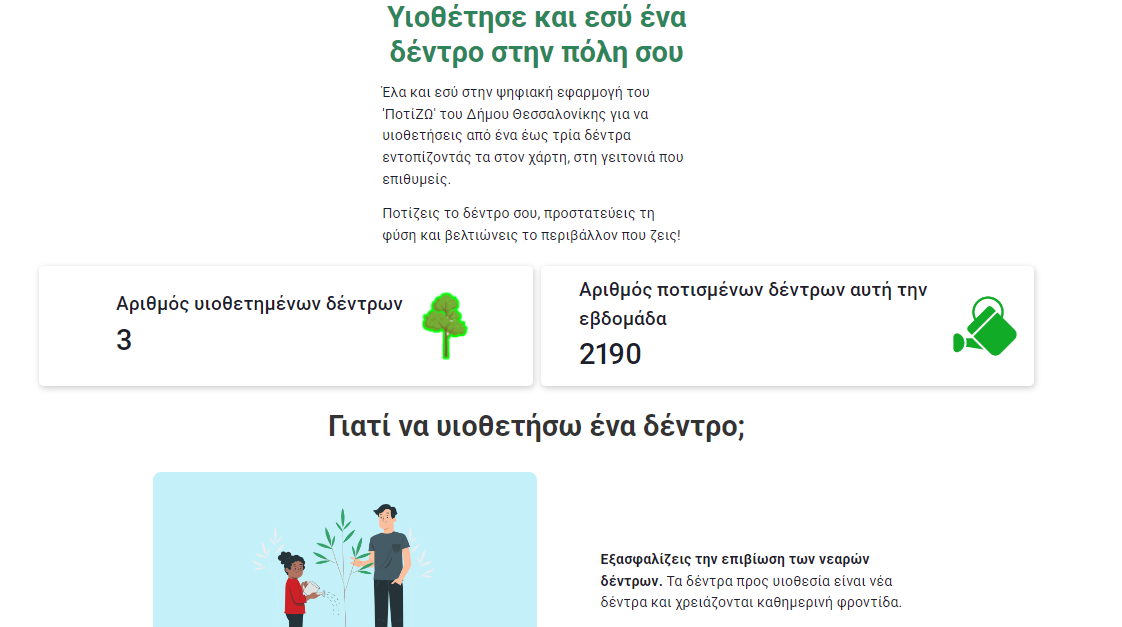 Υιοθέτησε και εσύ ένα
δέντρο στην πόλη σου
Έλα και εσύ στην ψηφιακή εφαρμογή του
'ΠοτίΖΩ' του Δήμου Θεσσαλονίκης για να
υιοθετήσεις από ένα έως τρία δέντρα
εντοπίζοντάς τα στον χάρτη, στη γειτονιά που
επιθυμείς.
Ποτίζεις το δέντρο σου, προστατεύεις τη
φύση και βελτιώνεις το περιβάλλον που ζεις!
Αριθμός υιοθετημένων δέντρων
3
Αριθμός ποτισμένων δέντρων αυτή την
εβδομάδα
2190
Γιατί να υιοθετήσω ένα δέντρο;
Εξασφαλίζεις την επιβίωση των νεαρών
δέντρων. Τα δέντρα προς υιοθεσία είναι νέα
δέντρα και χρειάζονται καθημερινή φροντίδα.